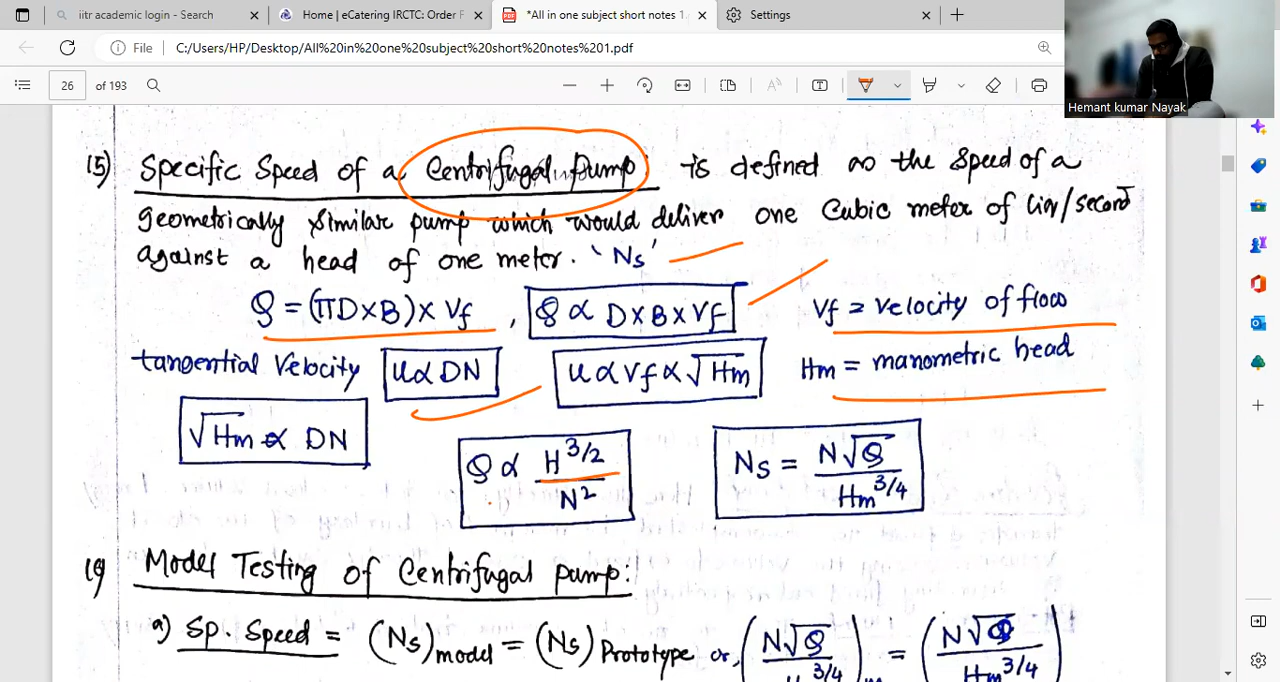 iitr academic login - Search
Home | eCatering IRCTC: Order F
*All in one subject short notes 1.
Settings
File
C:/Users/HP/Desktop/All%20in%20one%20subject%20short%20notes%201.pdf
26 of 193
Hemant kumar Nayak
15) Specific Speed of a Centrifugal Pump is defined as the Speed of a
geometrically Similar pump which would deliver one Cubic meter of liq/second
against a head of one meter. 'Ns'
Q = (πD×B)×Vf , Q ∝ D×B×Vf Vf = Velocity of flow
tangential Velocity u∝DN u∝Vf∝√Hm Hm = manometric head
√Hm ∝ DN
Q ∝ H^3/2 / N^2
Ns = N√Q / Hm^3/4
Model Testing of Centrifugal pump:
a) Sp. Speed = (Ns)model = (Ns)Prototype or, (N√Q / Hm^3/4)m = (N√Q / Hm^3/4)